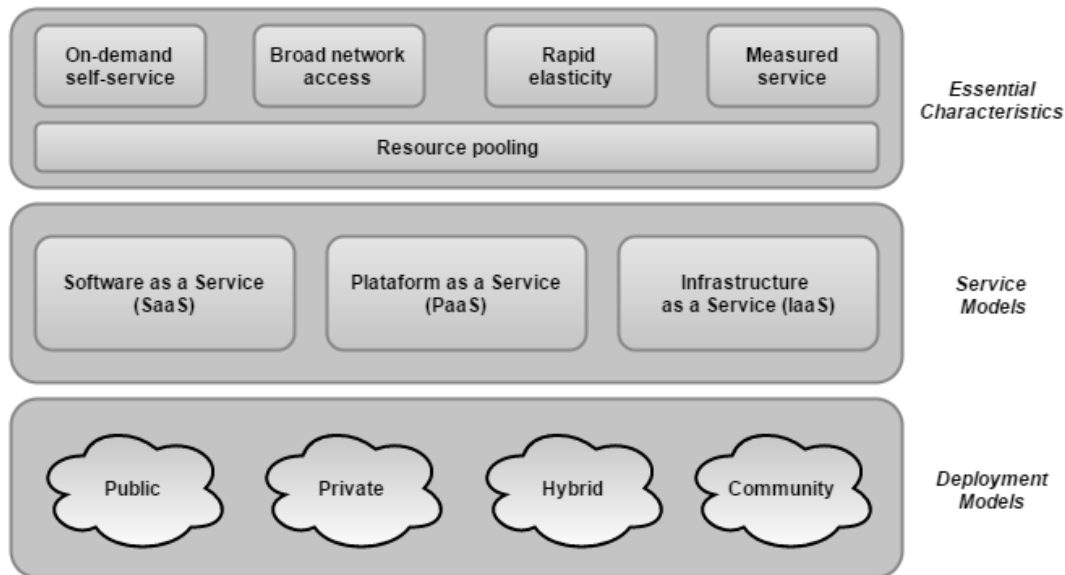 On-demand
self-service
Broad network
access
Rapid
elasticity
Measured
service
Essential
Characteristics
Resource pooling
Software as a Service
(SaaS)
Plataform as a Service
(PaaS)
Infrastructure
as a Service (IaaS)
Service
Models
Public
Private
Hybrid
Community
Deployment
Models